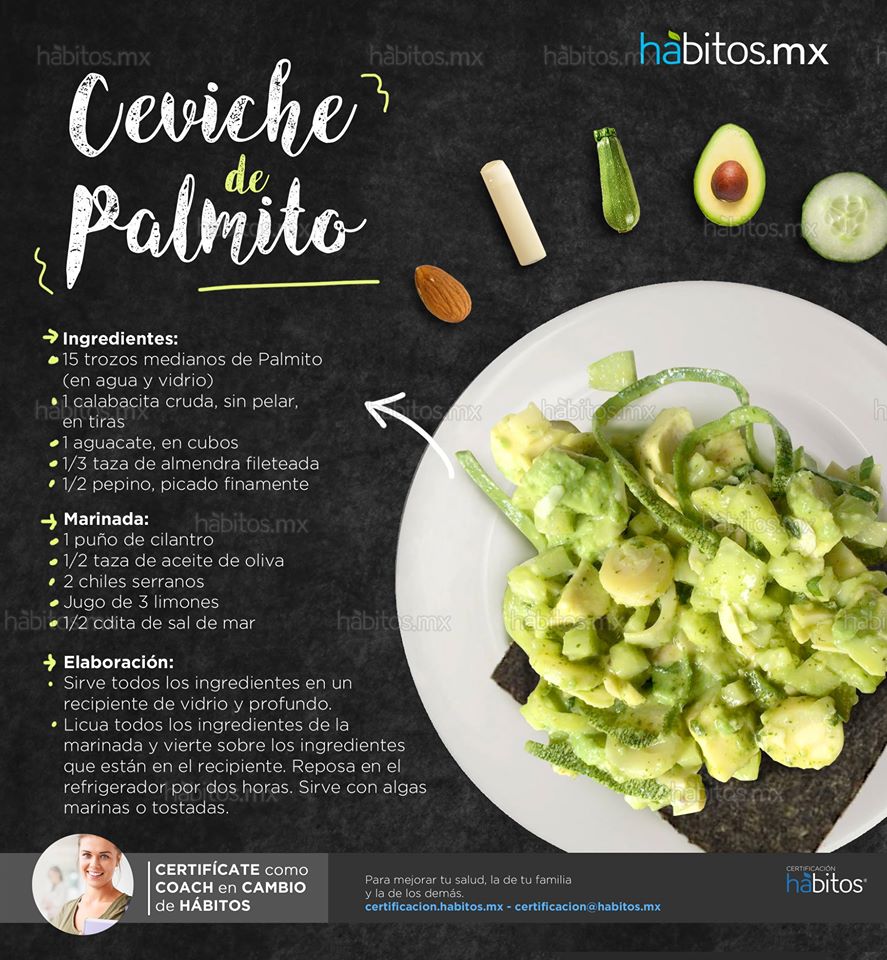 hábitos.mx
Ceviche
de
Palmito
Ingredientes:
15 trozos medianos de Palmito
(en agua y vidrio)
1 calabacita cruda, sin pelar,
en tiras
1 aguacate, en cubos
1/3 taza de almendra fileteada
1/2 pepino, picado finamente
Marinada:
1 puño de cilantro
1/2 taza de aceite de oliva
2 chiles serranos
Jugo de 3 limones
1/2 cdita de sal de mar
Elaboración:
Sirve todos los ingredientes en un
recipiente de vidrio y profundo.
Licua todos los ingredientes de la
marinada y vierte sobre los ingredientes
que están en el recipiente. Reposa en el
refrigerador por dos horas. Sirve con algas
marinas o tostadas.
CERTIFÍCATE como
COACH en CAMBIO
de HÁBITOS
Para mejorar tu salud, la de tu familia
y la de los demás.
certificacion.habitos.mx - certificacion@habitos.mx
CERTIFICACIÓN
hábitos®